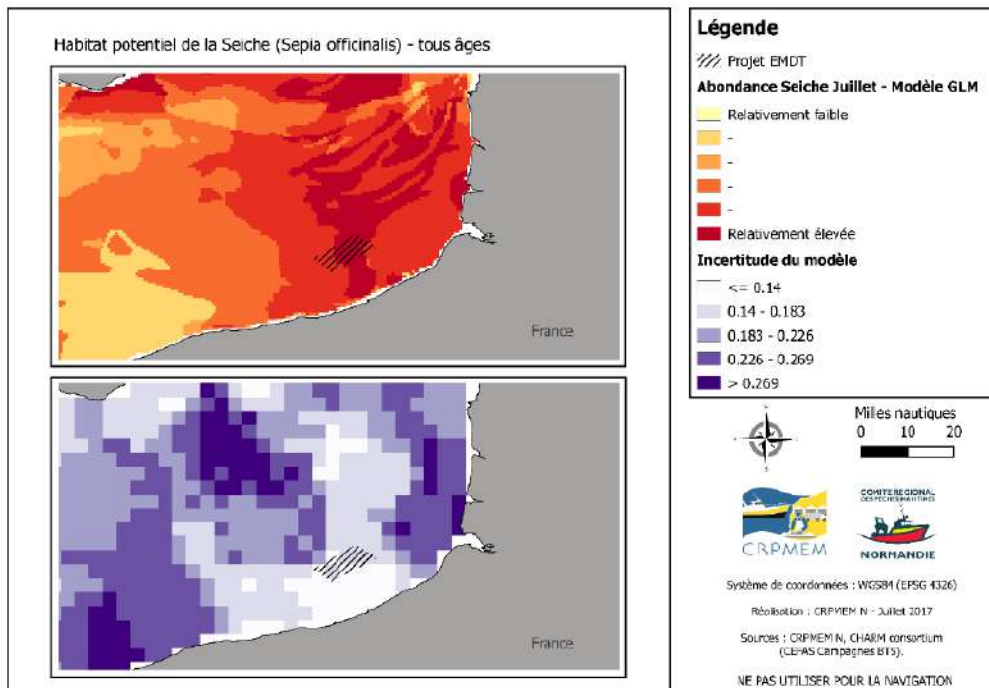 Habitat potentiel de la Seiche (Sepia officinalis) - tous âges
France
France
Légende
Projet EMDT
Abondance Seiche Juillet - Modèle GLM
Relativement faible
-
-
-
-
Relativement élevée
Incertitude du modèle
<= 0.14
0.14 - 0.183
0.183 - 0.226
0.226 - 0.269
> 0.269
Milles nautiques
0 10 20
CRPMEM
COMITE REGIONAL
DES PÊCHES MARITIMES
NORMANDIE
Système de coordonnées : WGS84 (EPSG 4326)
Réalisation : CRPMEM N - Juillet 2017
Sources : CRPMEM N, CHARM consortium
(CEFAS Campagnes BTS).
NE PAS UTILISER POUR LA NAVIGATION